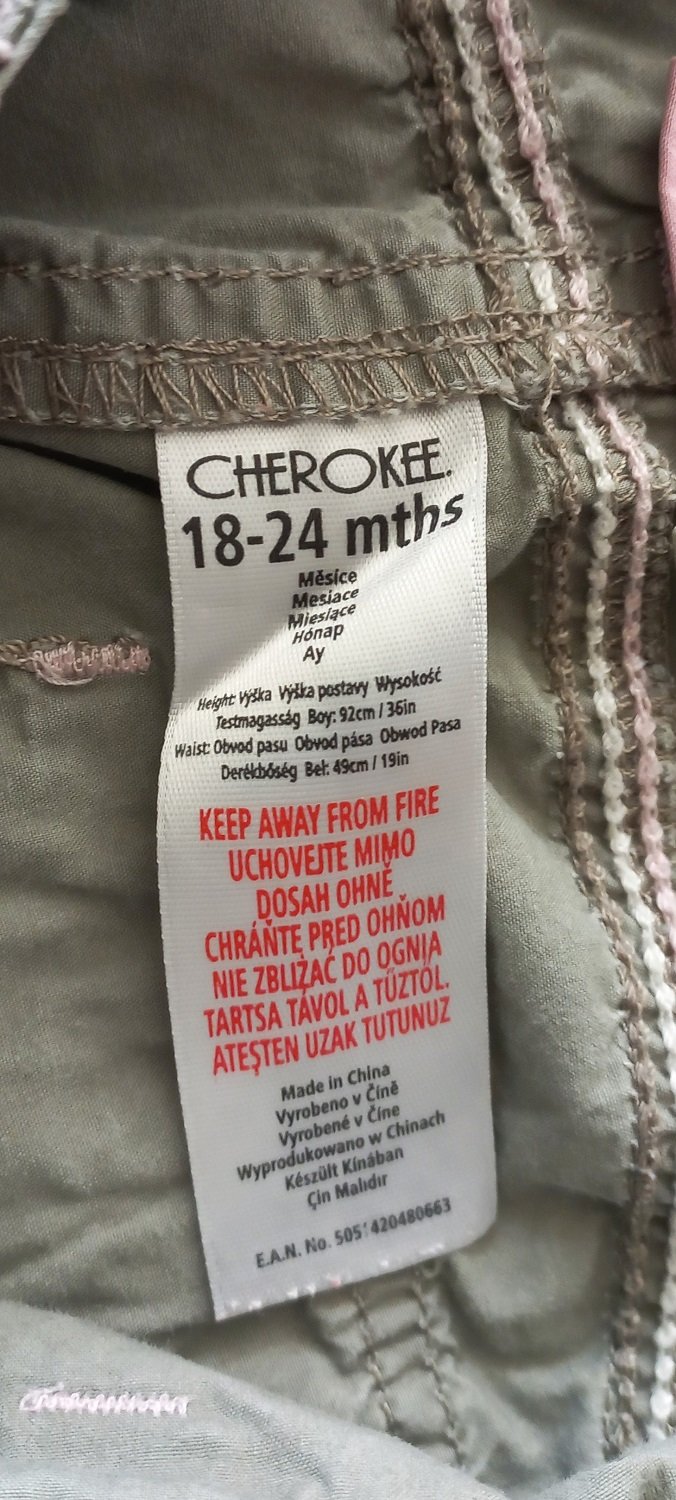 CHEROKEE.
18-24 mths
Měsíce
Mesiace
Miesiące
Hónap
Ay
Height: Výška Výška postavy Wysokość
Testmagasság Boy: 92cm / 36in
Waist: Obvod pasu Obvod pása Obwod Pasa
Derékbőség Bel: 49cm / 19in
KEEP AWAY FROM FIRE
UCHOVEJTE MIMO
DOSAH OHNĚ
CHRÁŇTE PRED OHŇOM
NIE ZBLIŻAĆ DO OGNIA
TARTSA TÁVOL A TŰZTŐL.
ATEŞTEN UZAK TUTUNUZ
Made in China
Vyrobeno v Číně
Vyrobené v Číne
Wyprodukowano w Chinach
Készült Kínában
Çin Malıdır
E.A.N. No.